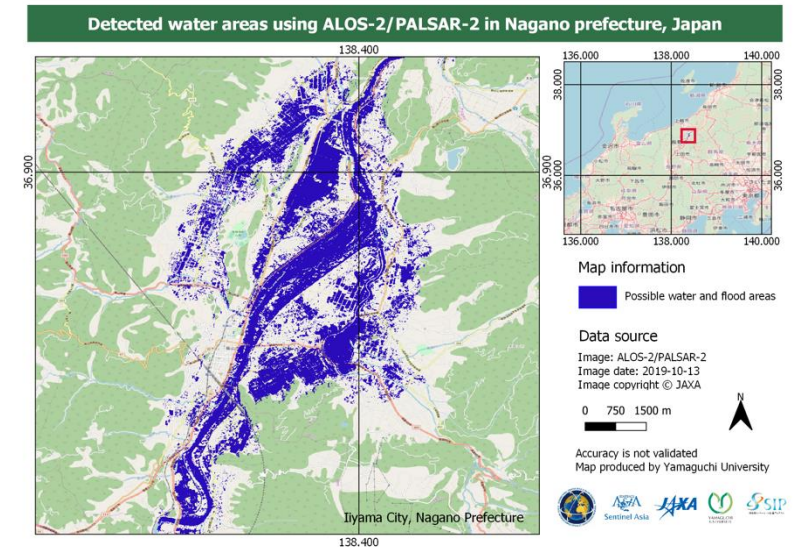 Detected water areas using ALOS-2/PALSAR-2 in Nagano prefecture, Japan
138.400
36.900
36.900
138.400
Iiyama City, Nagano Prefecture
136.000 138.000 140.000
38.000
38.000
36.000
36.000
136.000 138.000 140.000
Map information
Possible water and flood areas
Data source
Image: ALOS-2/PALSAR-2
Image date: 2019-10-13
Image copyright © JAXA
0 750 1500 m
N
Accuracy is not validated
Map produced by Yamaguchi University
Sentinel Asia
JAXA
SIP